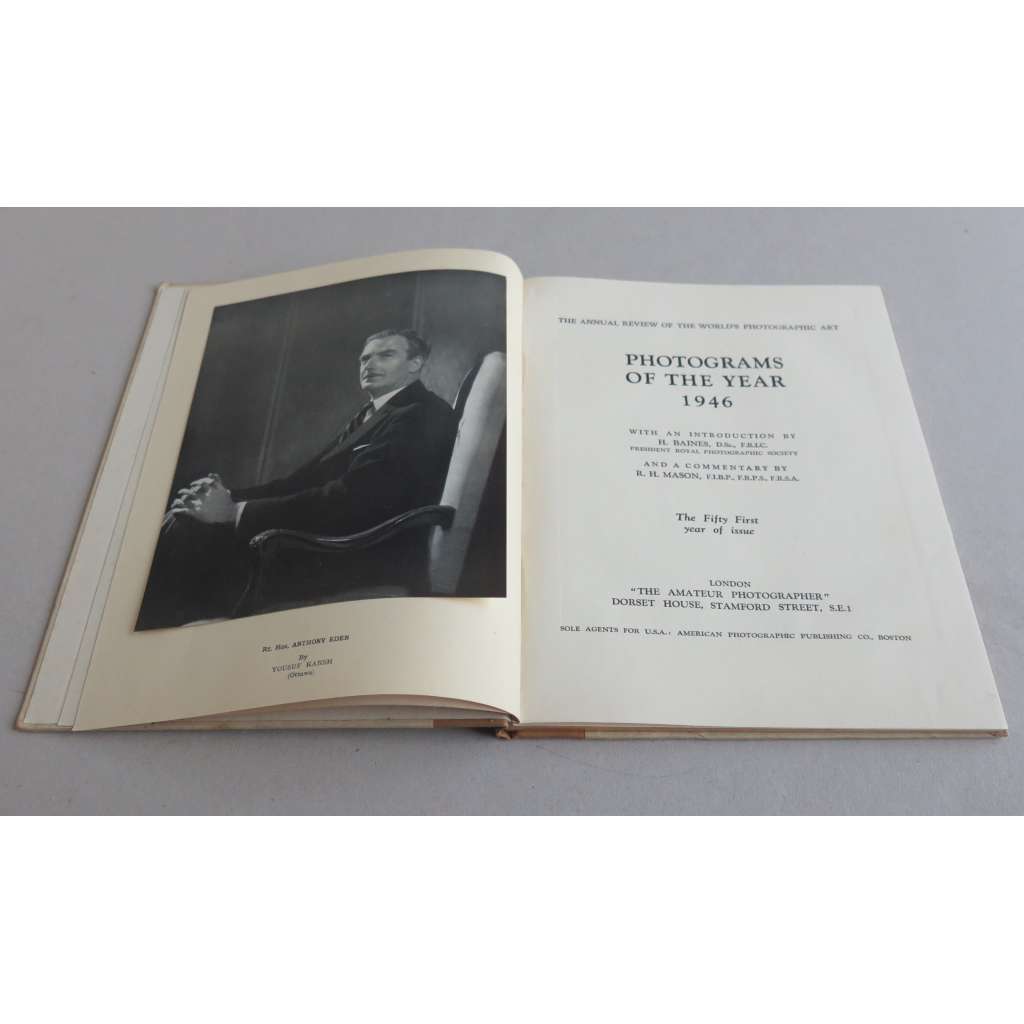 Rt. Hon. ANTHONY EDEN
By
YOUSUF KARSH
(Ottawa)
THE ANNUAL REVIEW OF THE WORLD'S PHOTOGRAPHIC ART
PHOTOGRAMS
OF THE YEAR
1946
WITH AN INTRODUCTION BY
H. BAINES, D.Sc., F.R.I.C.
PRESIDENT ROYAL PHOTOGRAPHIC SOCIETY
AND A COMMENTARY BY
R. H. MASON, F.I.B.P., F.R.P.S., F.R.S.A.
The Fifty First
year of issue
LONDON
"THE AMATEUR PHOTOGRAPHER"
DORSET HOUSE, STAMFORD STREET, S.E.1
SOLE AGENTS FOR U.S.A.: AMERICAN PHOTOGRAPHIC PUBLISHING CO., BOSTON